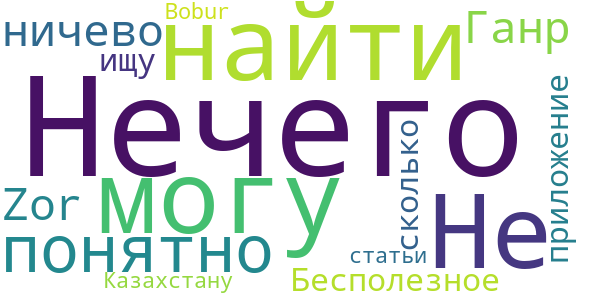 Bobur
ничево
найти
Ганр
ищу
Нечего
приложение
сколько
могу
Zor
Не
понятно
статьи
Казахстану
Бесполезное